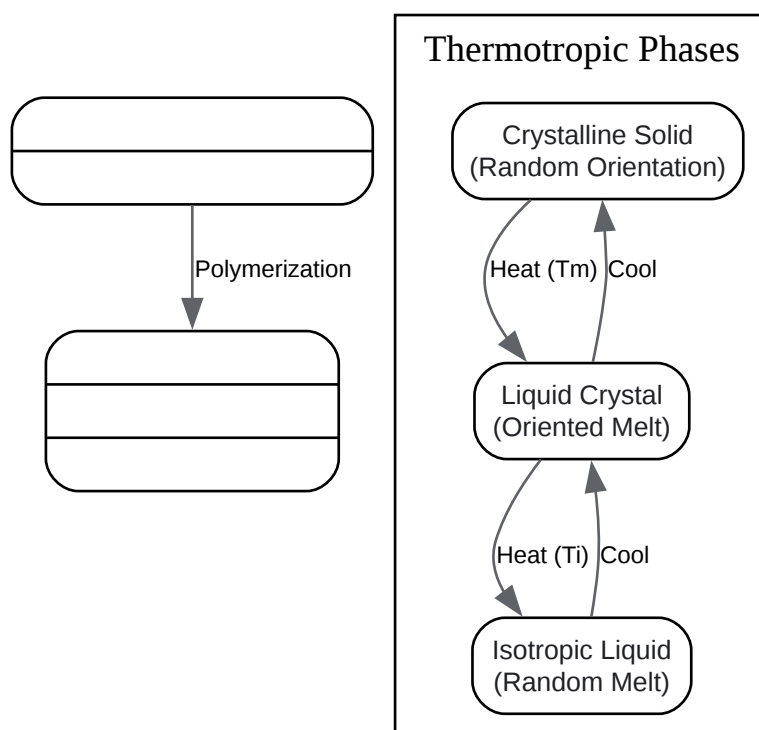 Thermotropic Phases
Crystalline Solid
(Random Orientation)
Polymerization
Heat (Tm)
Cool
Liquid Crystal
(Oriented Melt)
Heat (Ti)
Cool
Isotropic Liquid
(Random Melt)